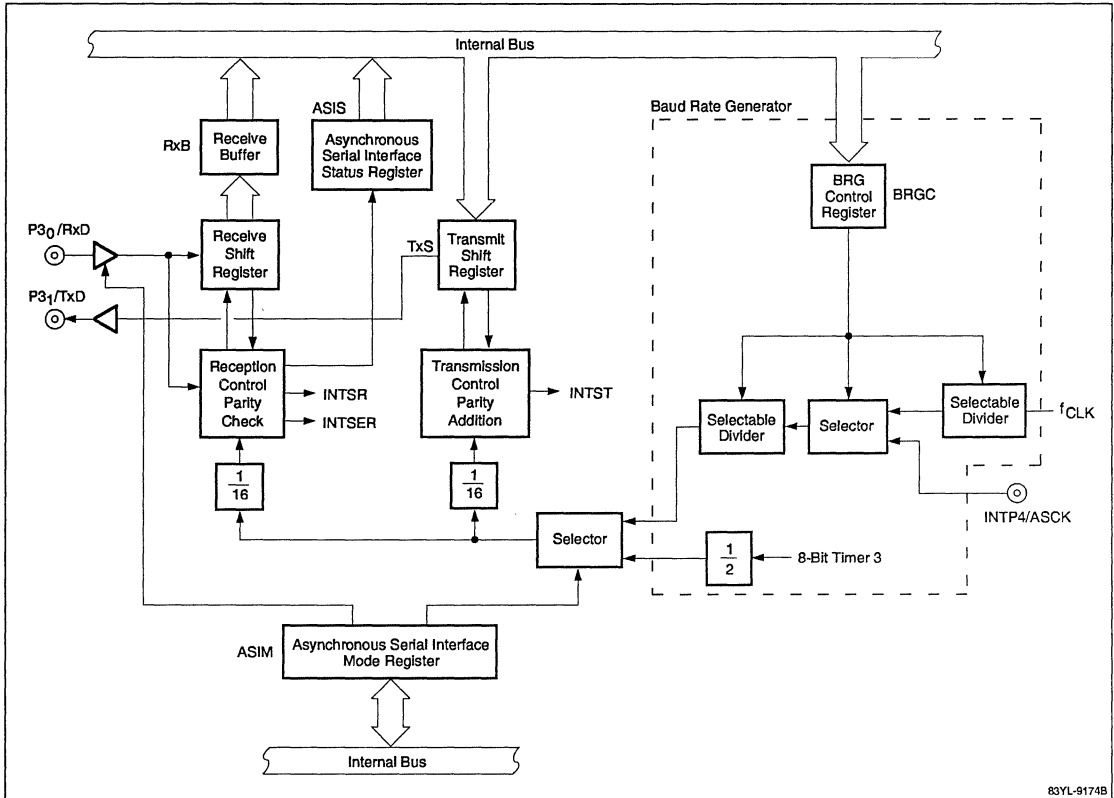 Internal Bus
ASIS
Baud Rate Generator
RxB
Receive
Buffer
Asynchronous
Serial Interface
Status Register
BRG
Control
Register
BRGC
P3₀/RxD
Receive
Shift
Register
TxS
Transmit
Shift
Register
P3₁/TxD
Reception
Control
Parity
Check
INTSR
INTSER
Transmission
Control
Parity
Addition
INTST
Selectable
Divider
Selector
Selectable
Divider
fCLK
1
16
1
16
INTP4/ASCK
Selector
1
2
8-Bit Timer 3
ASIM
Asynchronous Serial Interface
Mode Register
Internal Bus
83YL-9174B